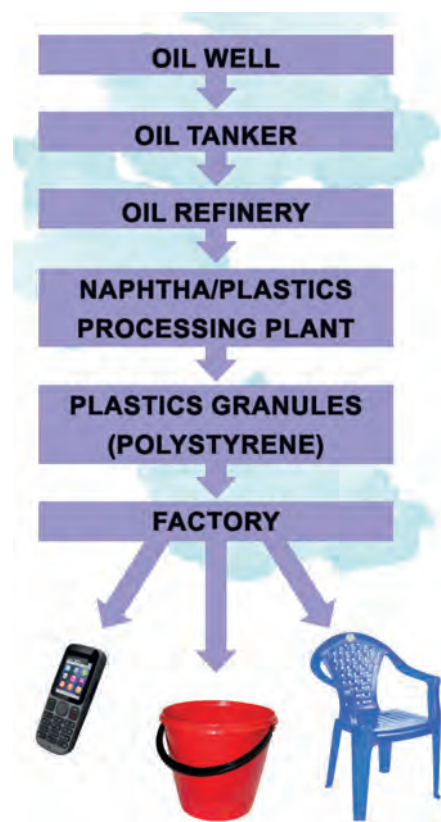 OIL WELL
OIL TANKER
OIL REFINERY
NAPHTHA/PLASTICS
PROCESSING PLANT
PLASTICS GRANULES
(POLYSTYRENE)
FACTORY